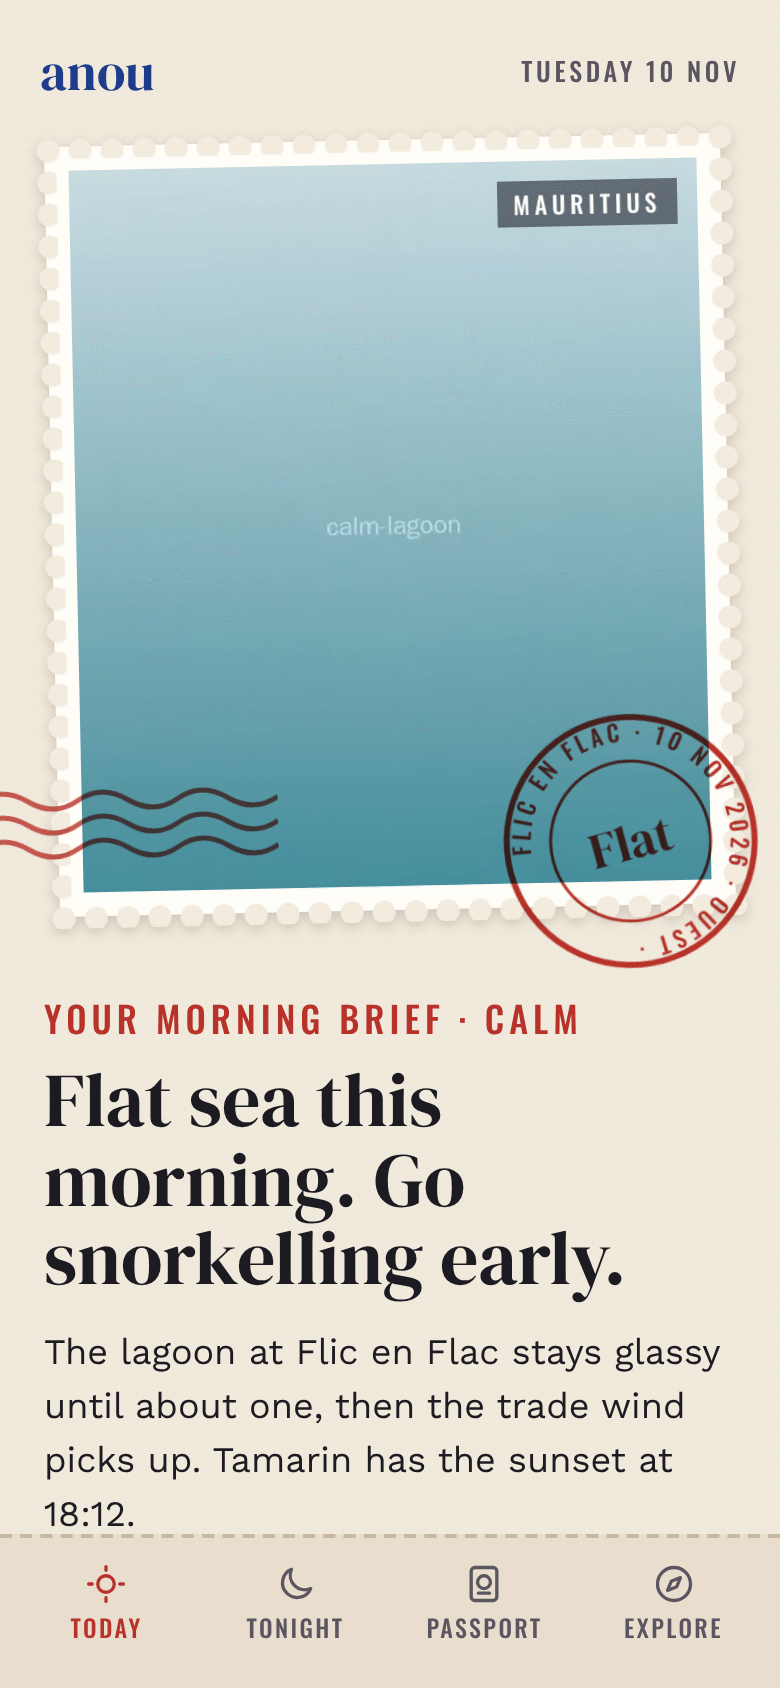 anou
TUESDAY 10 NOV
MAURITIUS
calm-lagoon
FLIC EN FLAC · 10 NOV 2026 · OUEST ·
Flat
YOUR MORNING BRIEF · CALM
Flat sea this
morning. Go
snorkelling early.
The lagoon at Flic en Flac stays glassy
until about one, then the trade wind
picks up. Tamarin has the sunset at
18:12.
TODAY
TONIGHT
PASSPORT
EXPLORE